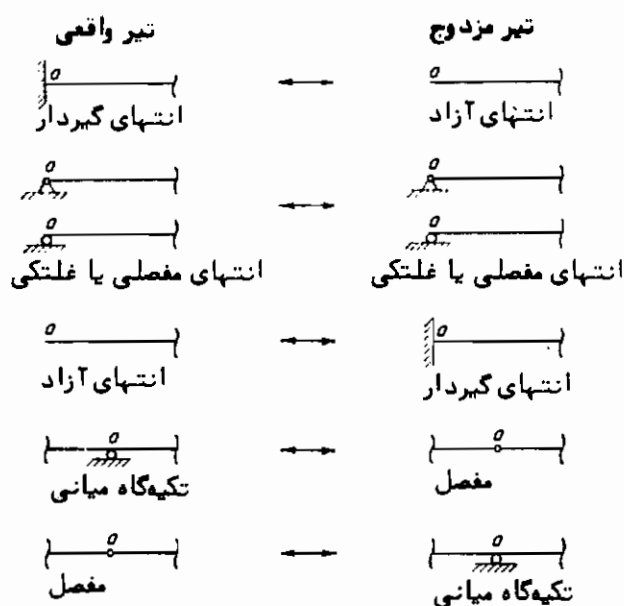 تیر واقعی
تیر مزدوج
a
a
انتهای گیردار
انتهای آزاد
a
a
a
a
انتهای مفصلی یا غلتکی
انتهای مفصلی یا غلتکی
a
a
انتهای آزاد
انتهای گیردار
a
a
تکیه‌گاه میانی
مفصل
a
a
مفصل
تکیه‌گاه میانی